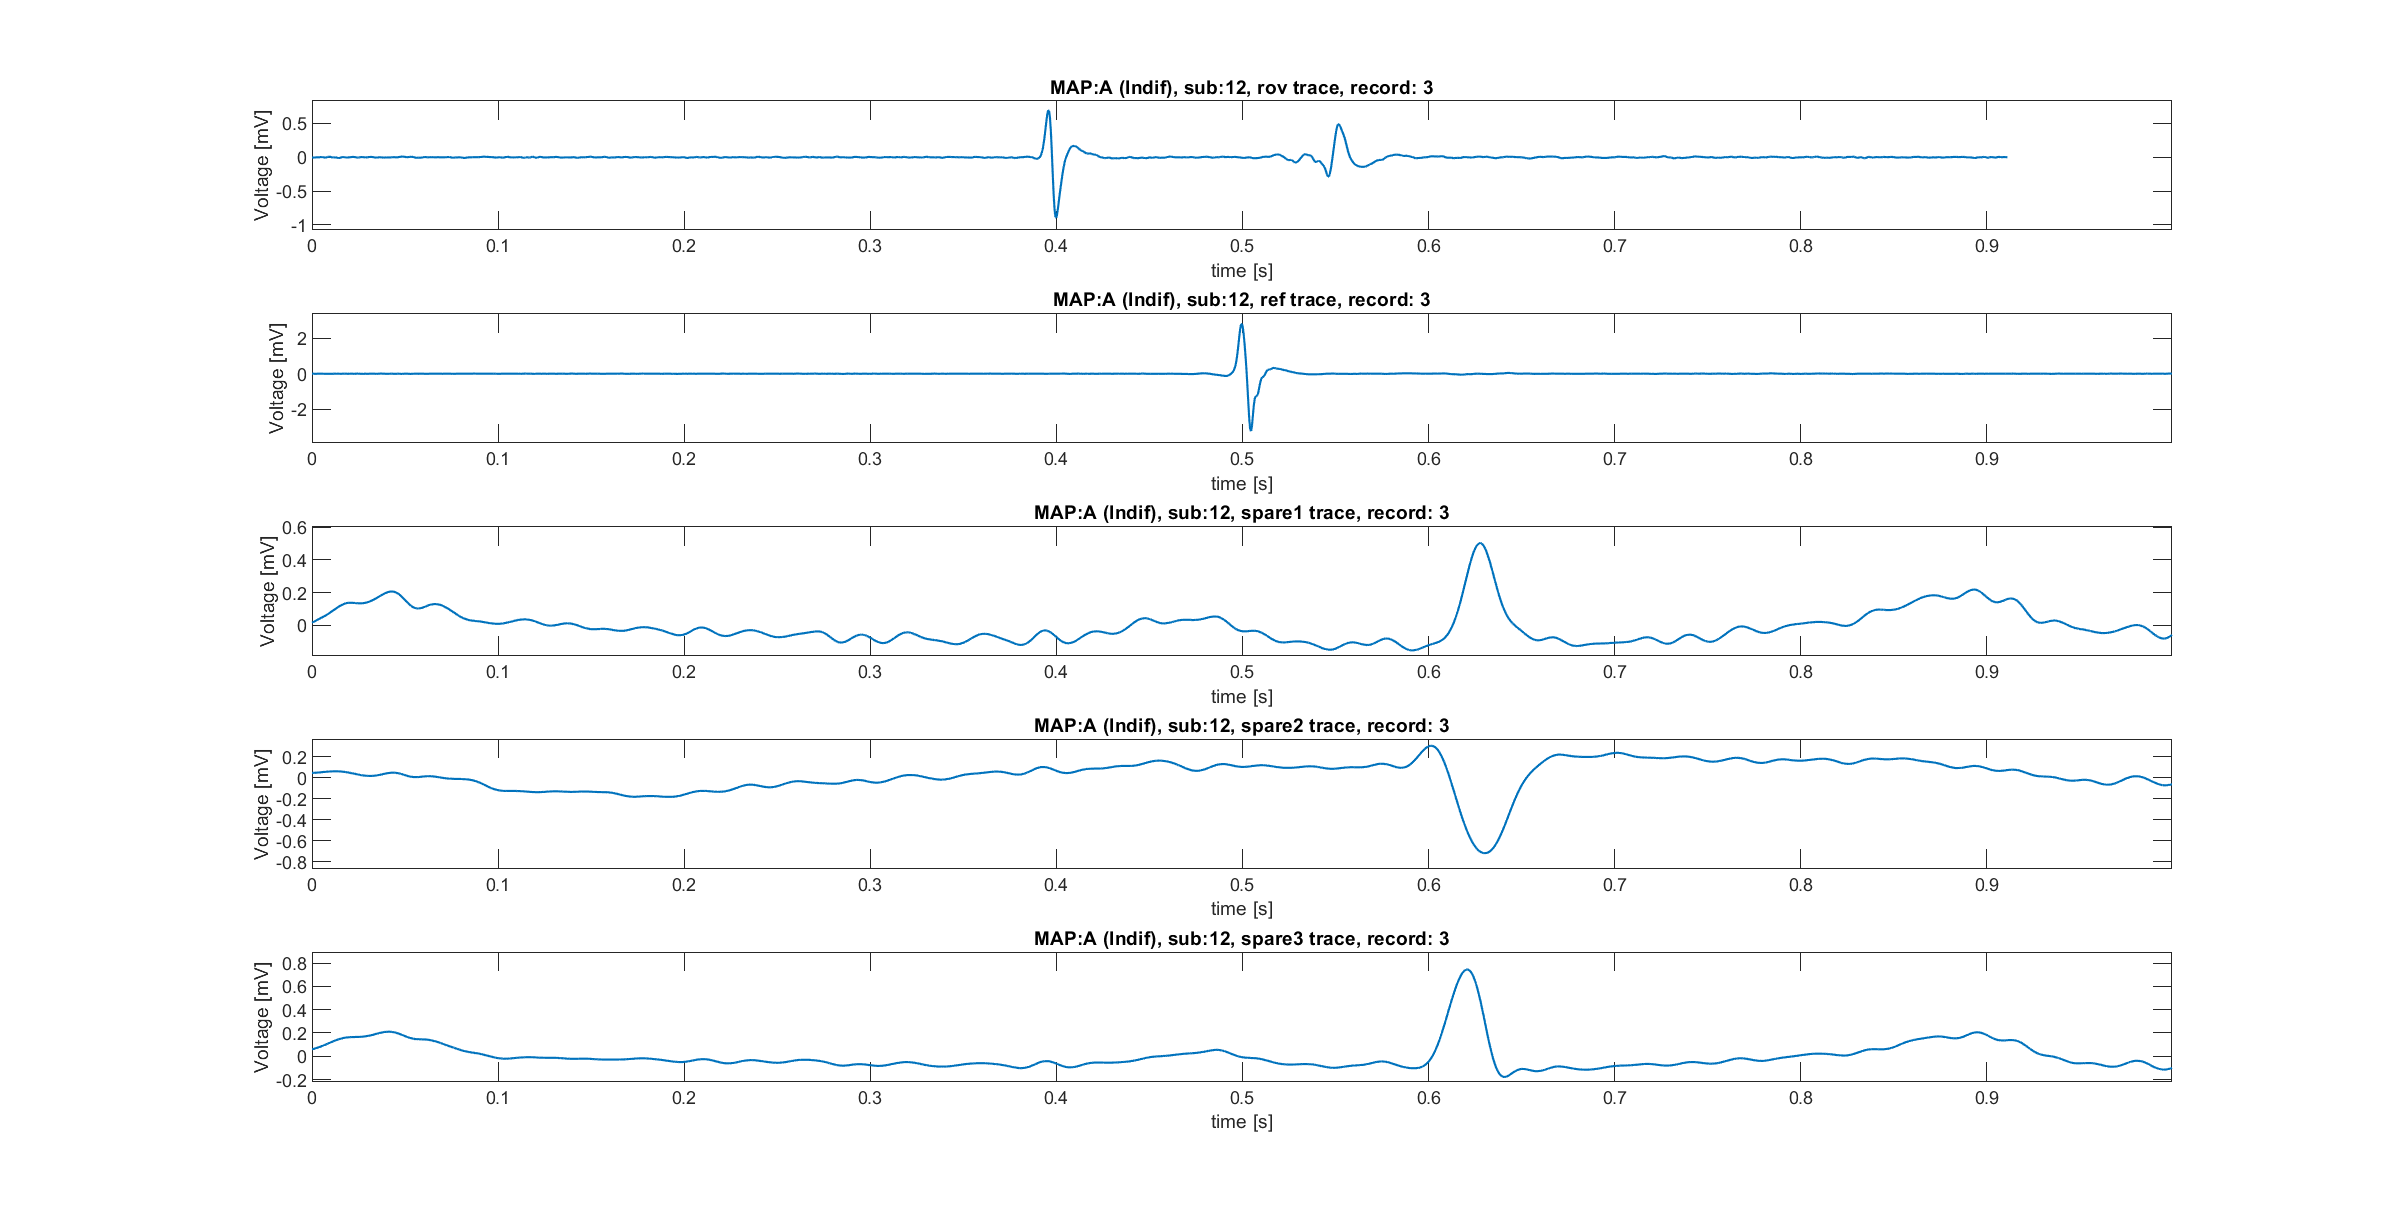 MAP:A (Indif), sub:12, rov trace, record: 3
Voltage [mV]
0.5
0
-0.5
-1
0 0.1 0.2 0.3 0.4 0.5 0.6 0.7 0.8 0.9
time [s]
MAP:A (Indif), sub:12, ref trace, record: 3
Voltage [mV]
2
0
-2
0 0.1 0.2 0.3 0.4 0.5 0.6 0.7 0.8 0.9
time [s]
MAP:A (Indif), sub:12, spare1 trace, record: 3
Voltage [mV]
0.6
0.4
0.2
0
0 0.1 0.2 0.3 0.4 0.5 0.6 0.7 0.8 0.9
time [s]
MAP:A (Indif), sub:12, spare2 trace, record: 3
Voltage [mV]
0.2
0
-0.2
-0.4
-0.6
-0.8
0 0.1 0.2 0.3 0.4 0.5 0.6 0.7 0.8 0.9
time [s]
MAP:A (Indif), sub:12, spare3 trace, record: 3
Voltage [mV]
0.8
0.6
0.4
0.2
0
-0.2
0 0.1 0.2 0.3 0.4 0.5 0.6 0.7 0.8 0.9
time [s]